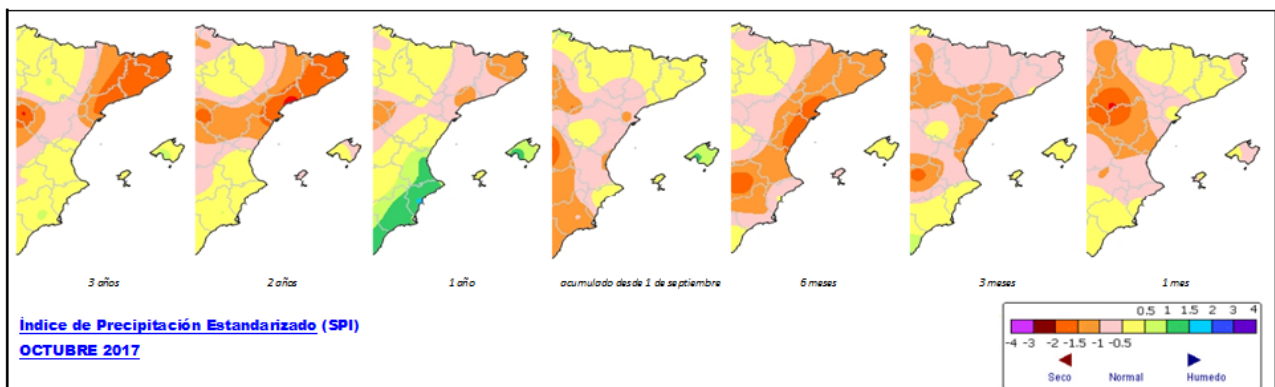 3 años 2 años 1 año acumulado desde 1 de septiembre 6 meses 3 meses 1 mes
Índice de Precipitación Estandarizado (SPI)
OCTUBRE 2017
0.5 1 1.5 2 3 4
-4 -3 -2 -1.5 -1 -0.5
Seco Normal Humedo